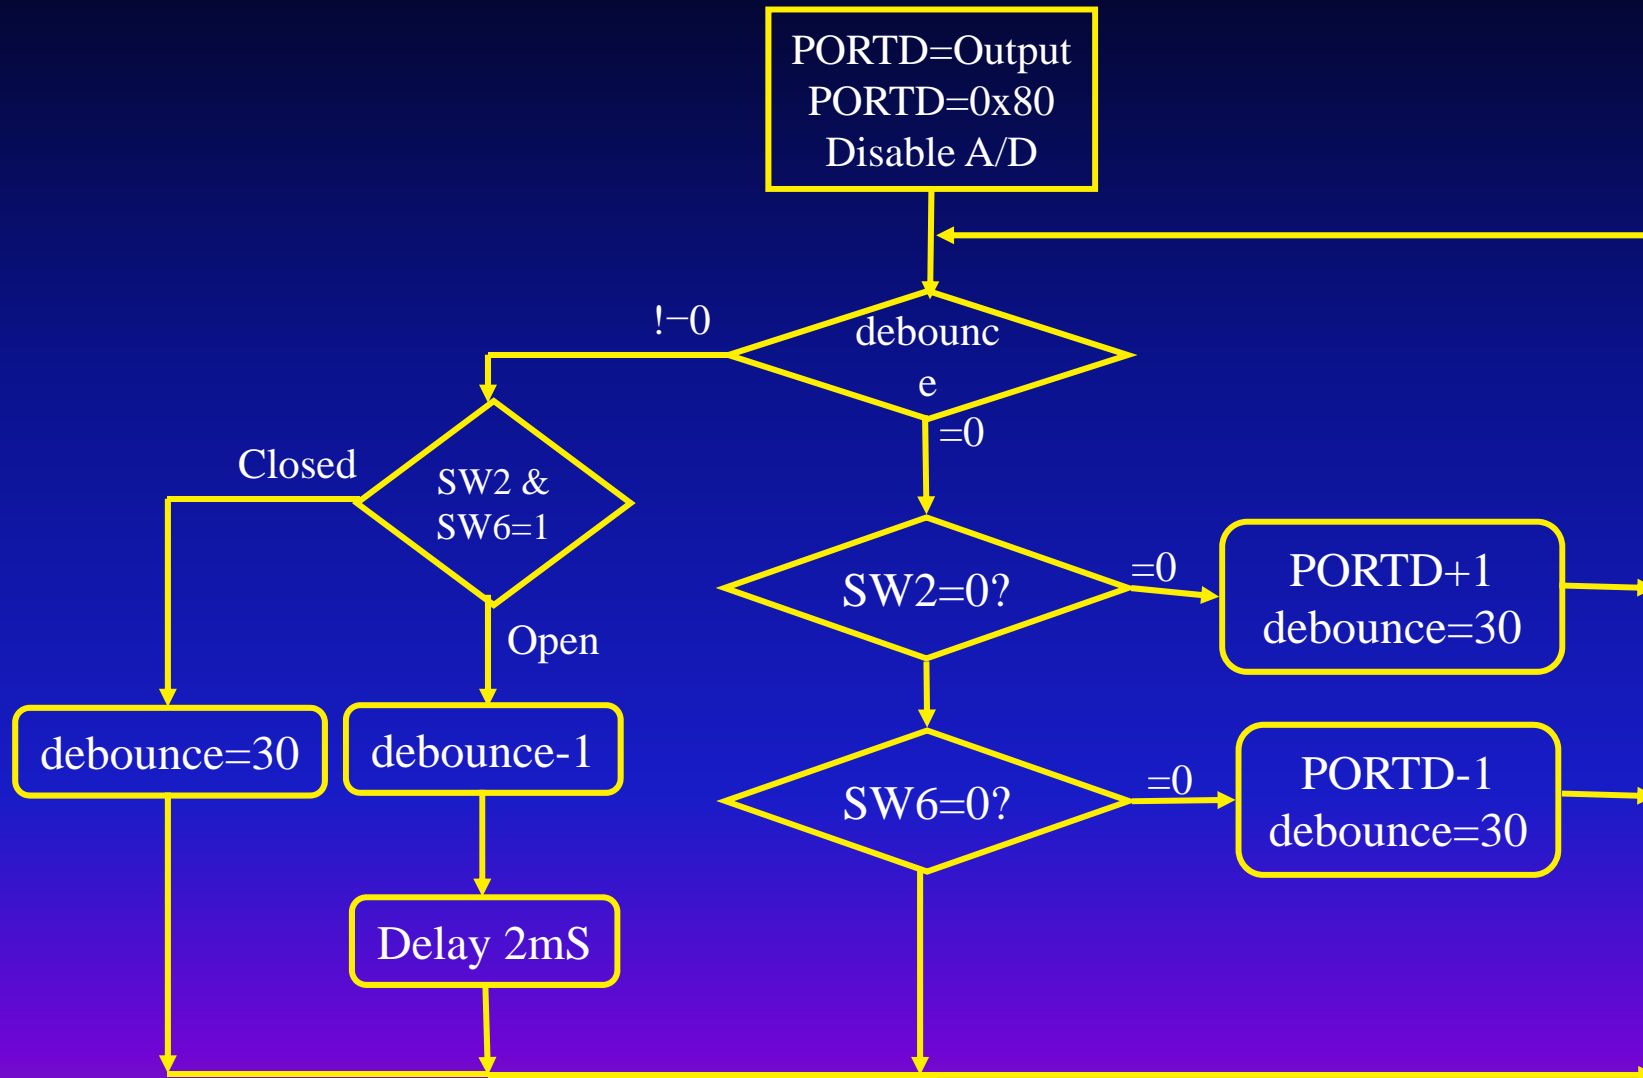 PORTD=Output
PORTD=0x80
Disable A/D
!=0
debounc
e
=0
Closed
SW2 &
SW6=1
Open
SW2=0?
=0
PORTD+1
debounce=30
debounce=30
debounce-1
SW6=0?
=0
PORTD-1
debounce=30
Delay 2mS